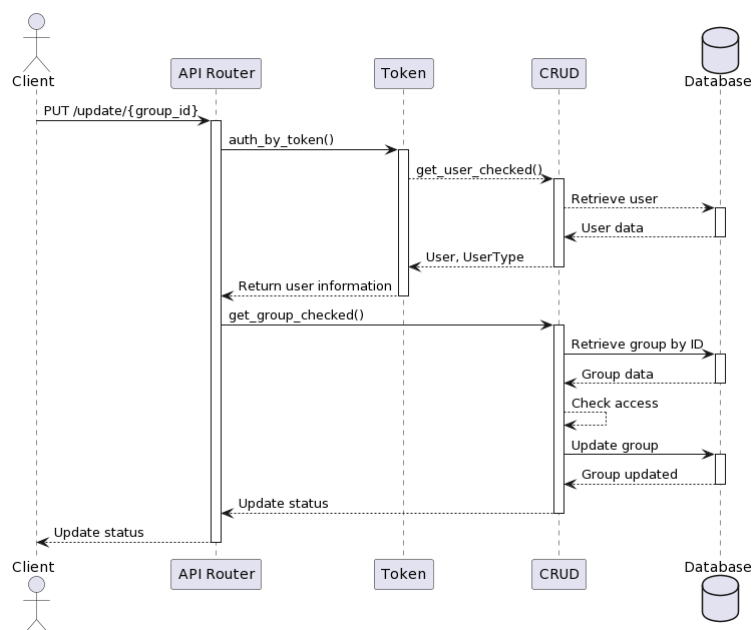 Client
API Router
Token
CRUD
Database
PUT /update/{group_id}
auth_by_token()
get_user_checked()
Retrieve user
User data
User, UserType
Return user information
get_group_checked()
Retrieve group by ID
Group data
Check access
Update group
Group updated
Update status
Update status
Client
API Router
Token
CRUD
Database